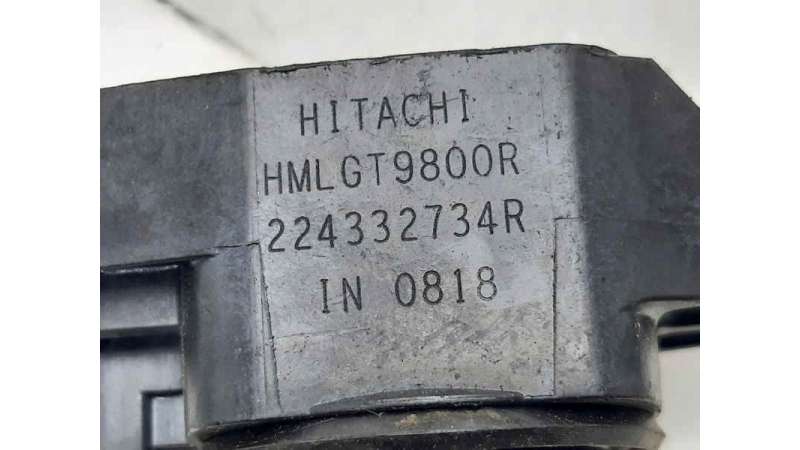 HITACHI
HMLGT9800R
224332734R
IN 0818